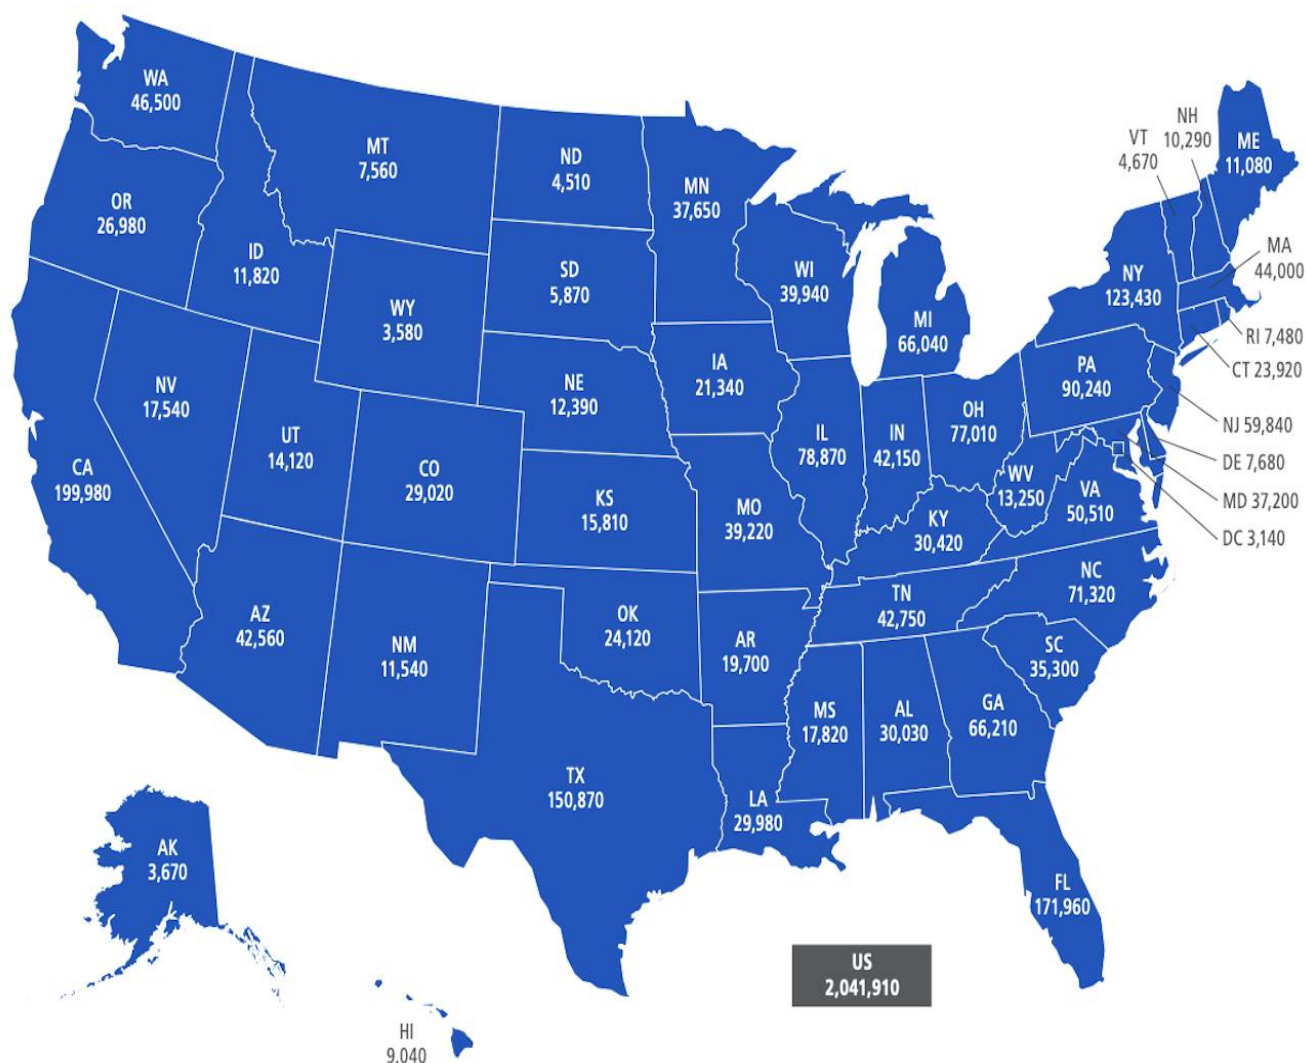 WA
46,500
MT
7,560
ND
4,510
MN
37,650
VT
4,670
NH
10,290
ME
11,080
OR
26,980
ID
11,820
SD
5,870
WI
39,940
MI
66,040
NY
123,430
MA
44,000
RI 7,480
CT 23,920
WY
3,580
NE
12,390
IA
21,340
PA
90,240
NJ 59,840
DE 7,680
MD 37,200
DC 3,140
NV
17,540
UT
14,120
CA
199,980
CO
29,020
KS
15,810
MO
39,220
IL
78,870
IN
42,150
OH
77,010
WV
13,250
VA
50,510
KY
30,420
NC
71,320
TN
42,750
AZ
42,560
NM
11,540
OK
24,120
AR
19,700
SC
35,300
MS
17,820
AL
30,030
GA
66,210
TX
150,870
LA
29,980
AK
3,670
FL
171,960
US
2,041,910
HI
9,040